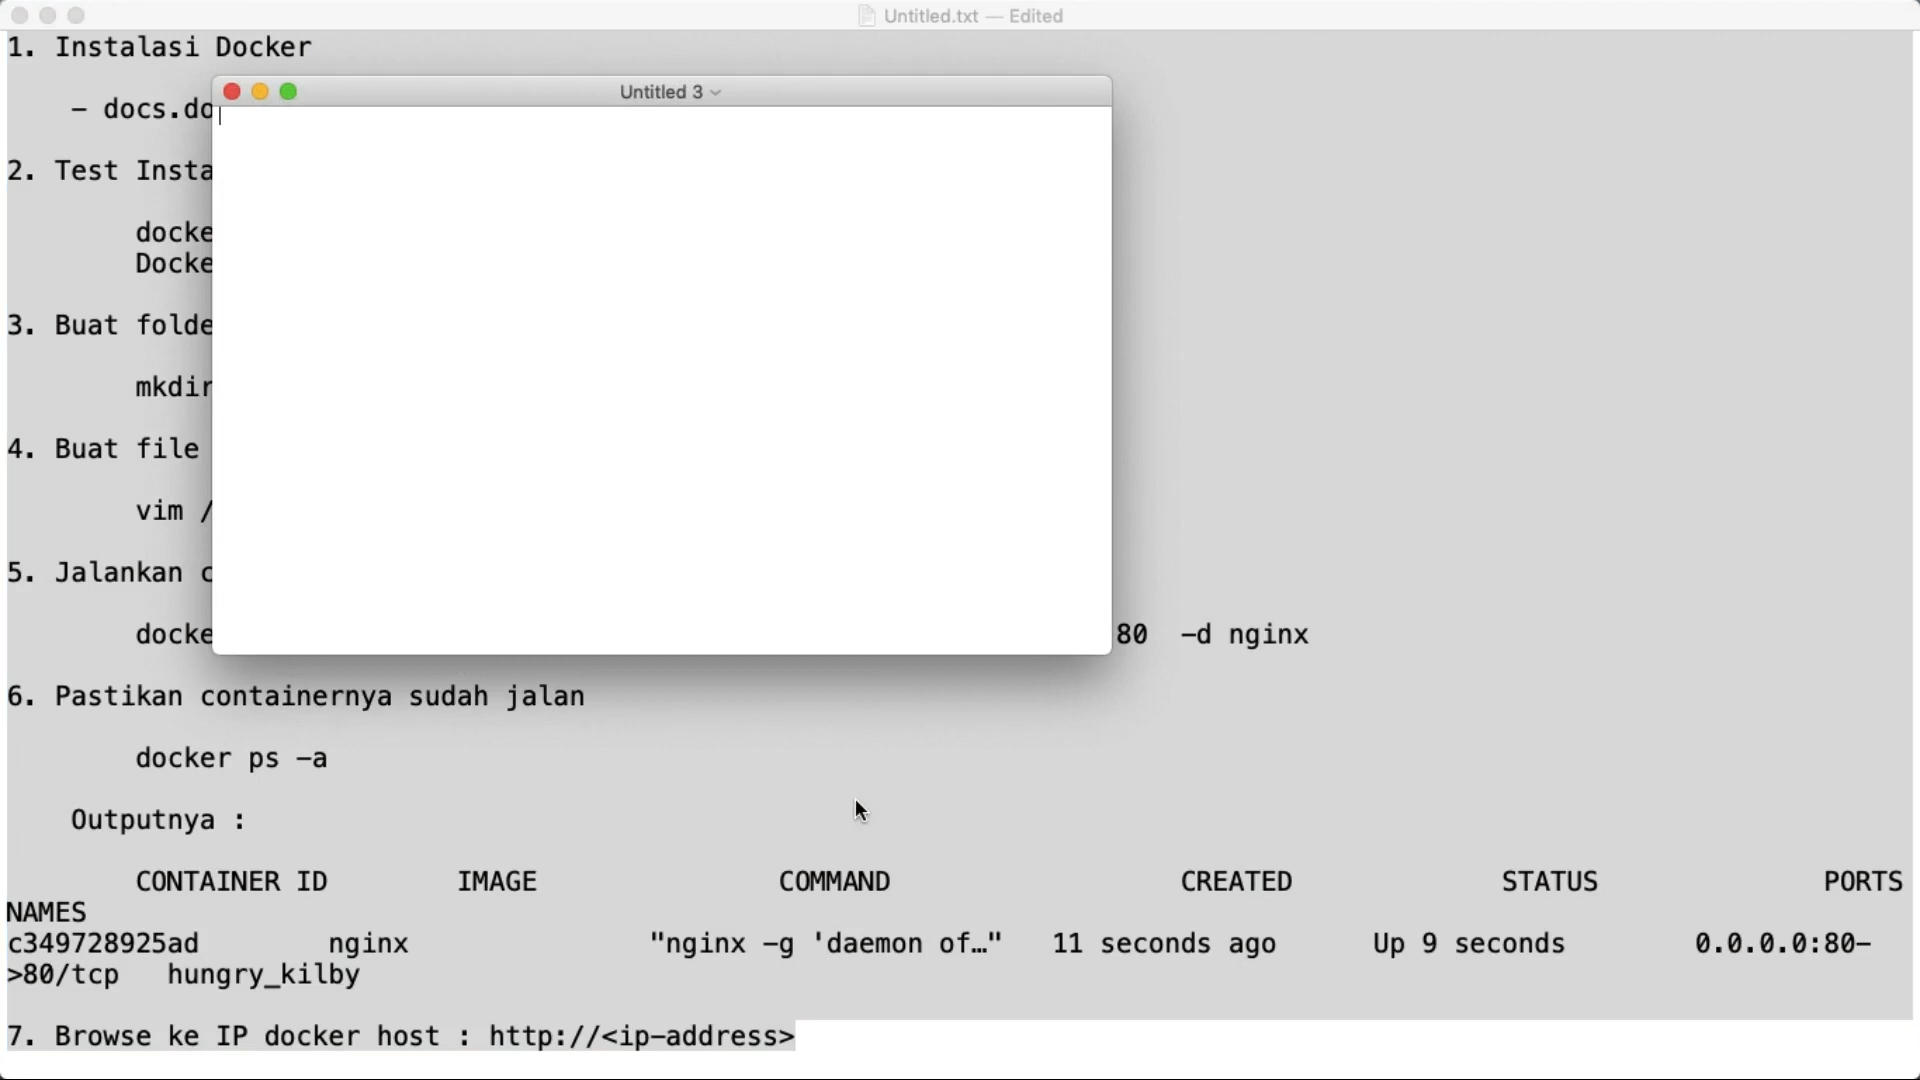 Untitled.txt — Edited
1. Instalasi Docker
Untitled 3
- docs.do
2. Test Insta
docke
Docke
3. Buat folde
mkdir
4. Buat file
vim /
5. Jalankan c
docke 80 -d nginx
6. Pastikan containernya sudah jalan
docker ps -a
Outputnya :
CONTAINER ID IMAGE COMMAND CREATED STATUS PORTS
NAMES
c349728925ad nginx "nginx -g 'daemon of…" 11 seconds ago Up 9 seconds 0.0.0.0:80-
>80/tcp hungry_kilby
7. Browse ke IP docker host : http://<ip-address>